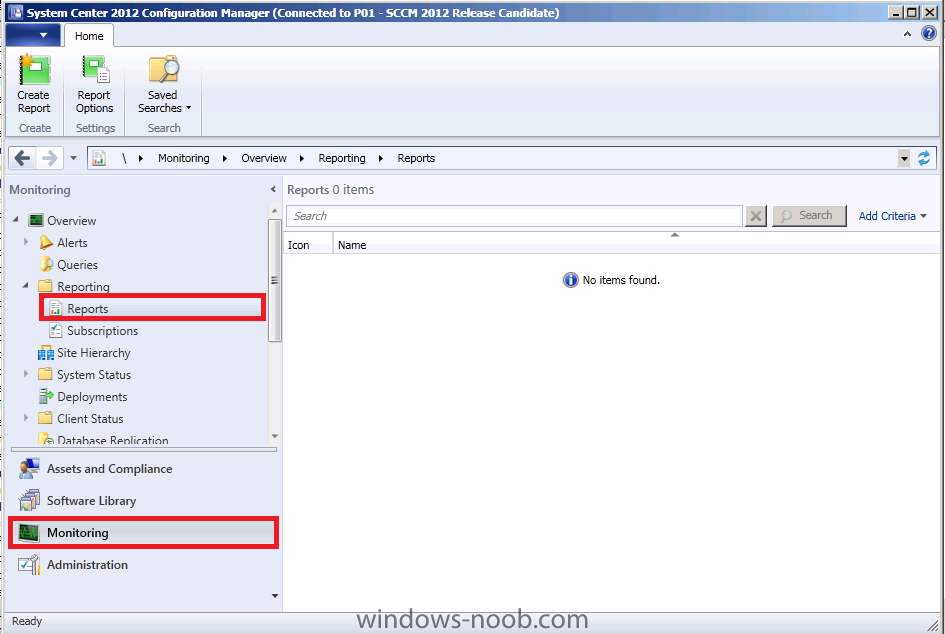 System Center 2012 Configuration Manager (Connected to P01 - SCCM 2012 Release Candidate)
Home
Create Report
Report Options
Saved Searches
Create
Settings
Search
\ Monitoring Overview Reporting Reports
Monitoring
Overview
Alerts
Queries
Reporting
Reports
Subscriptions
Site Hierarchy
System Status
Deployments
Client Status
Database Replication
Assets and Compliance
Software Library
Monitoring
Administration
Reports 0 items
Search
Search
Add Criteria
Icon Name
No items found.
Ready
windows-noob.com